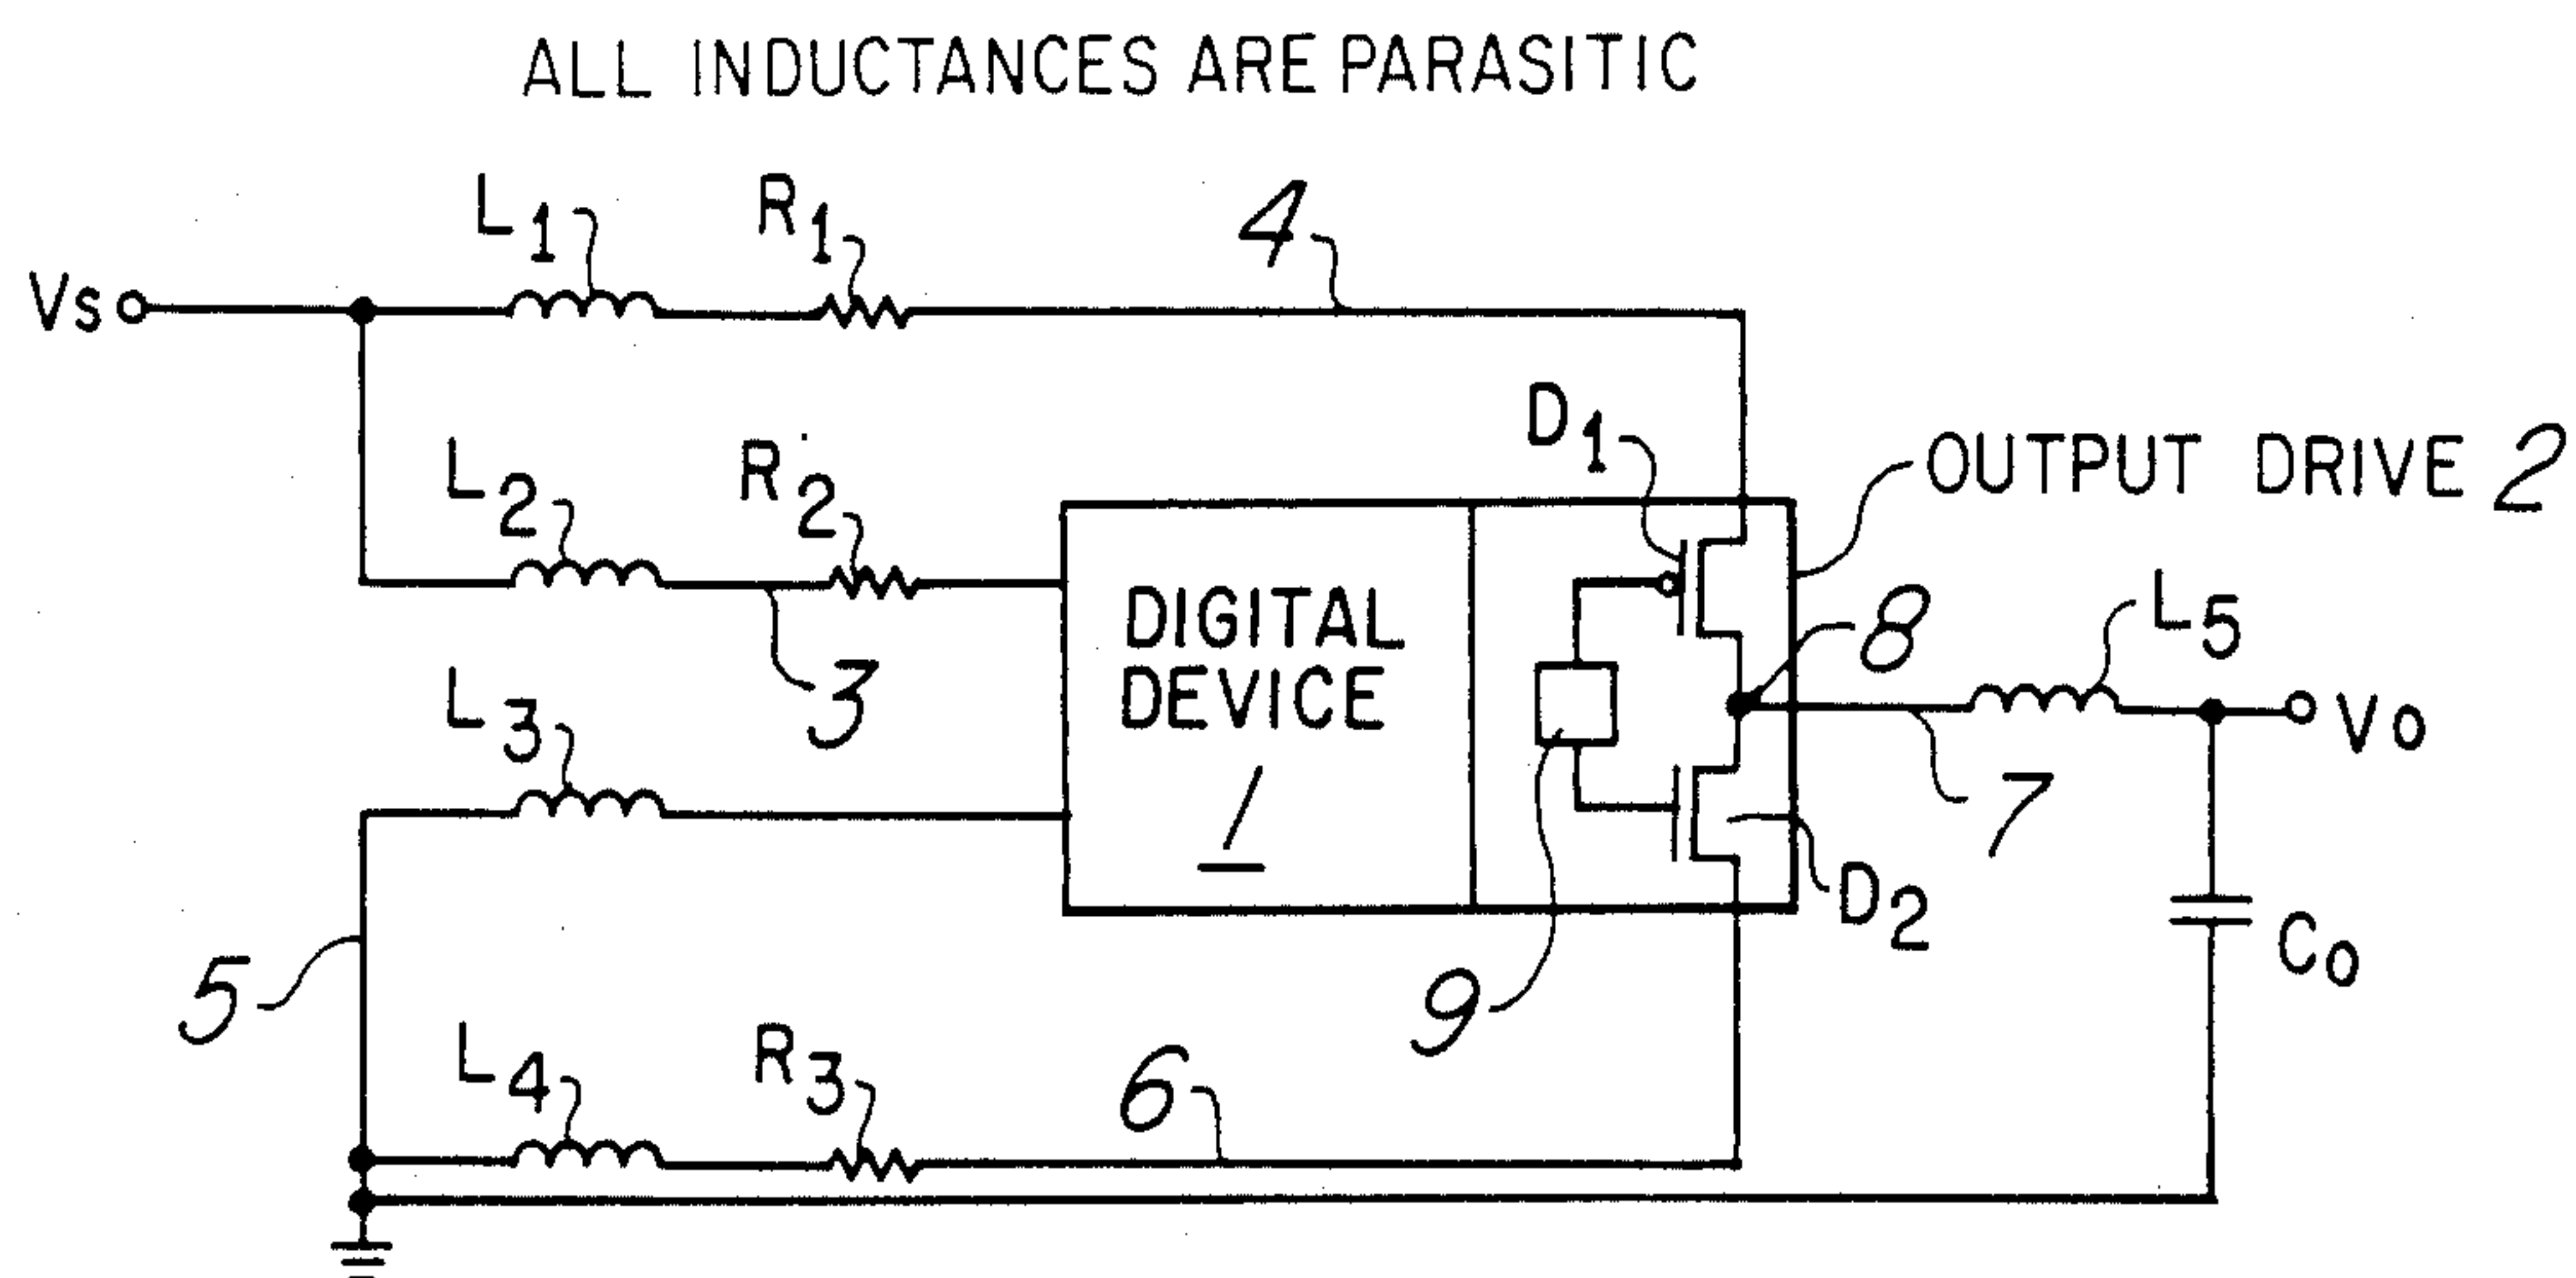 ALL INDUCTANCES ARE PARASITIC
L1
R1
4
Vs
D1
OUTPUT DRIVE 2
L2
R2
3
DIGITAL
DEVICE
1
8
L5
Vo
7
L3
9
D2
Co
5
L4
R3
6